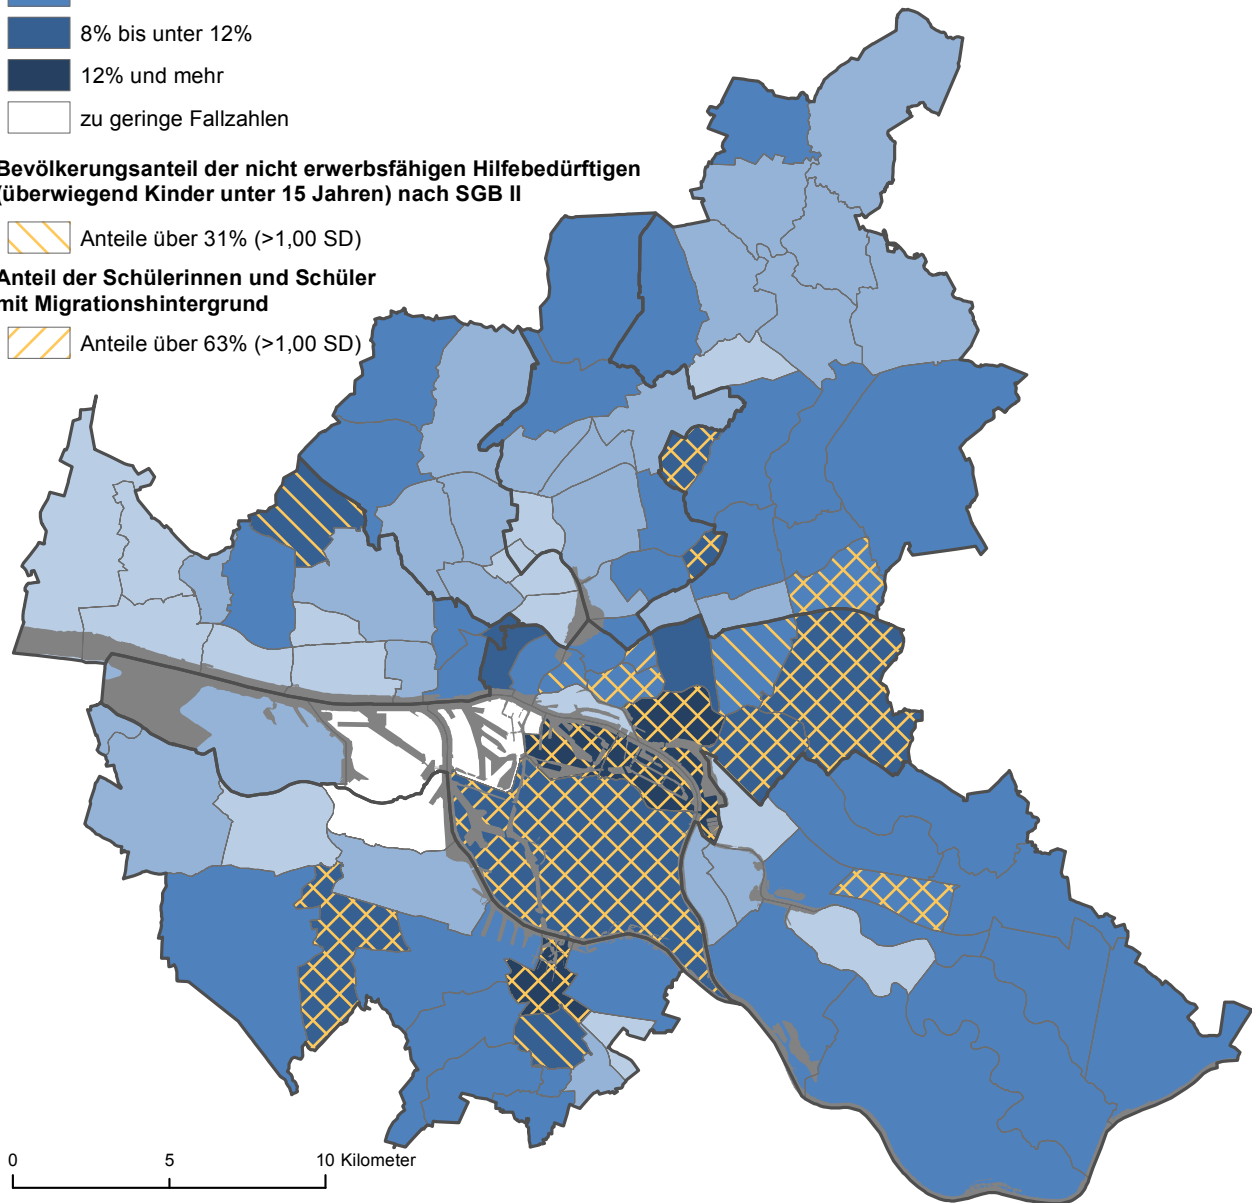 8% bis unter 12%
12% und mehr
zu geringe Fallzahlen
Bevölkerungsanteil der nicht erwerbsfähigen Hilfebedürftigen
(überwiegend Kinder unter 15 Jahren) nach SGB II
Anteile über 31% (>1,00 SD)
Anteil der Schülerinnen und Schüler
mit Migrationshintergrund
Anteile über 63% (>1,00 SD)
0 5 10 Kilometer